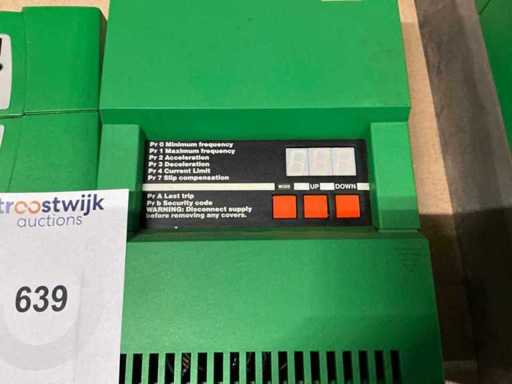 Pr 0 Minimum frequency
Pr 1 Maximum frequency
Pr 2 Acceleration
Pr 3 Deceleration
Pr 4 Current Limit
Pr 7 Slip compensation
MODE UP DOWN
Pr A Last trip
Pr b Security code
WARNING: Disconnect supply
before removing any covers.
troostwijk
auctions
639